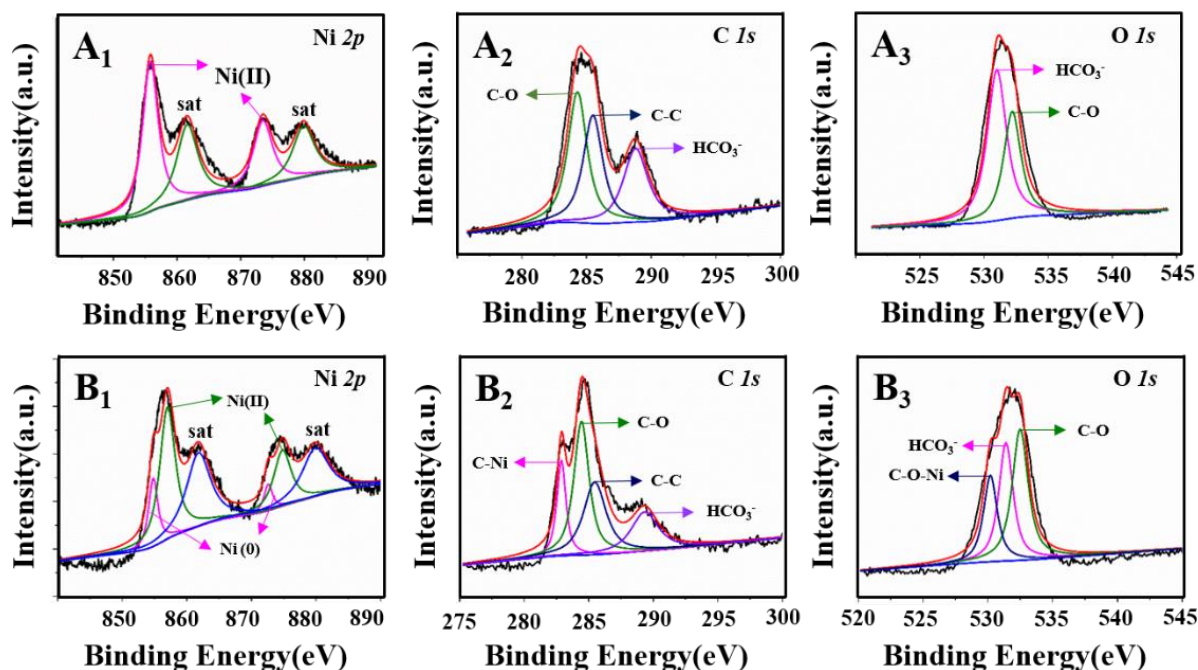 A1
Ni 2p
Ni(II)
sat
sat
Intensity(a.u.)
850 860 870 880 890
Binding Energy(eV)
A2
C 1s
C-O
C-C
HCO3-
Intensity(a.u.)
280 285 290 295 300
Binding Energy(eV)
A3
O 1s
HCO3-
C-O
Intensity(a.u.)
525 530 535 540 545
Binding Energy(eV)
B1
Ni 2p
Ni(II)
sat
sat
Ni (0)
Intensity(a.u.)
850 860 870 880 890
Binding Energy(eV)
B2
C 1s
C-O
C-Ni
C-C
HCO3-
Intensity(a.u.)
275 280 285 290 295 300
Binding Energy(eV)
B3
O 1s
C-O
HCO3-
C-O-Ni
Intensity(a.u.)
520 525 530 535 540 545
Binding Energy(eV)